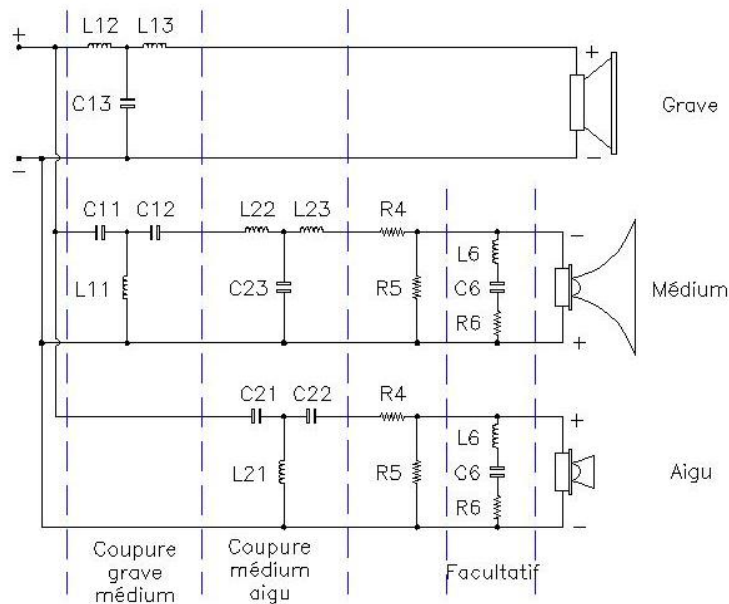 L12 L13
+ +
C13 Grave
− −
C11 C12 L22 L23 R4
−
L6
L11 C23 R5 C6 Médium
R6
+
C21 C22 R4
+
L6
L21 R5 C6 Aigu
R6
−
Coupure
grave
médium
Coupure
médium
aigu
Facultatif